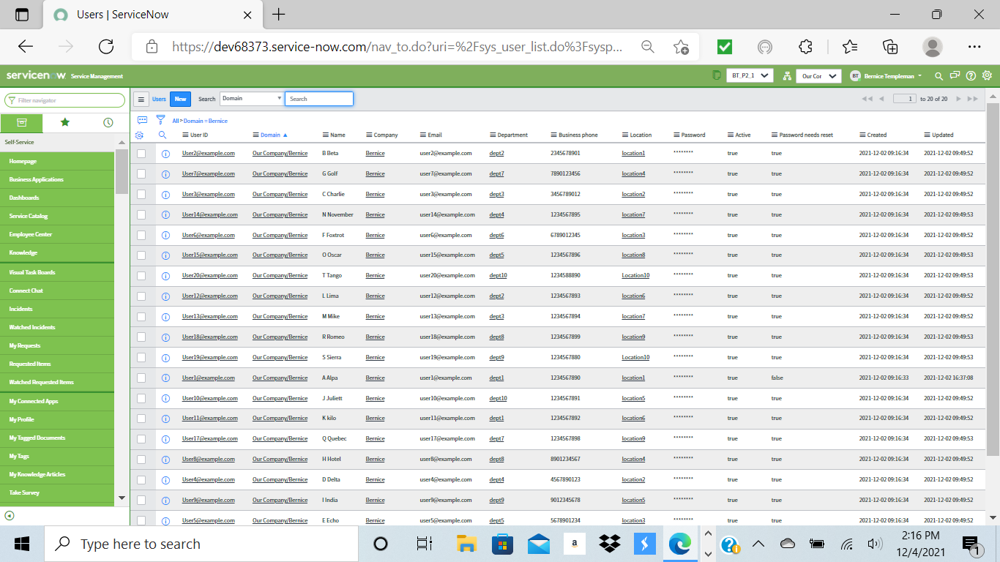 Users | ServiceNow
https://dev68373.service-now.com/nav_to.do?uri=%2Fsys_user_list.do%3Fsysp...
servicenow Service Management BT_P2_1 Our Cor BT Bernice Templeman
Filter navigator
Users New Search Domain Search 1 to 20 of 20
All > Domain = Bernice
User ID Domain Name Company Email Department Business phone Location Password Active Password needs reset Created Updated
User2@example.com Our Company/Bernice B Beta Bernice user2@example.com dept2 2345678901 location1 ******** true true 2021-12-02 09:16:34 2021-12-02 09:49:52
User7@example.com Our Company/Bernice G Golf Bernice user7@example.com dept7 7890123456 location4 ******** true true 2021-12-02 09:16:34 2021-12-02 09:49:52
User3@example.com Our Company/Bernice C Charlie Bernice user3@example.com dept3 3456789012 location2 ******** true true 2021-12-02 09:16:34 2021-12-02 09:49:52
User14@example.com Our Company/Bernice N November Bernice user14@example.com dept4 1234567895 location7 ******** true true 2021-12-02 09:16:34 2021-12-02 09:49:53
User6@example.com Our Company/Bernice F Foxtrot Bernice user6@example.com dept6 6789012345 location3 ******** true true 2021-12-02 09:16:34 2021-12-02 09:49:52
User15@example.com Our Company/Bernice O Oscar Bernice user15@example.com dept5 1234567896 location8 ******** true true 2021-12-02 09:16:34 2021-12-02 09:49:53
User20@example.com Our Company/Bernice T Tango Bernice user20@example.com dept10 1234588890 Location10 ******** true true 2021-12-02 09:16:34 2021-12-02 09:49:53
User12@example.com Our Company/Bernice L Lima Bernice user12@example.com dept2 1234567893 location6 ******** true true 2021-12-02 09:16:34 2021-12-02 09:49:52
User13@example.com Our Company/Bernice M Mike Bernice user13@example.com dept3 1234567894 location7 ******** true true 2021-12-02 09:16:34 2021-12-02 09:49:52
User18@example.com Our Company/Bernice R Romeo Bernice user18@example.com dept8 1234567899 location9 ******** true true 2021-12-02 09:16:34 2021-12-02 09:49:53
User19@example.com Our Company/Bernice S Sierra Bernice user19@example.com dept9 1234567880 Location10 ******** true true 2021-12-02 09:16:34 2021-12-02 09:49:53
User1@example.com Our Company/Bernice A Alpa Bernice user1@example.com dept1 1234567890 location1 ******** true false 2021-12-02 09:16:33 2021-12-02 16:37:08
User10@example.com Our Company/Bernice J Juliett Bernice user10@example.com dept10 1234567891 location5 ******** true true 2021-12-02 09:16:34 2021-12-02 09:49:52
User11@example.com Our Company/Bernice K kilo Bernice user11@example.com dept1 1234567892 location6 ******** true true 2021-12-02 09:16:34 2021-12-02 09:49:52
User17@example.com Our Company/Bernice Q Quebec Bernice user17@example.com dept7 1234567898 location9 ******** true true 2021-12-02 09:16:34 2021-12-02 09:49:53
User8@example.com Our Company/Bernice H Hotel Bernice user8@example.com dept8 8901234567 location4 ******** true true 2021-12-02 09:16:34 2021-12-02 09:49:52
User4@example.com Our Company/Bernice D Delta Bernice user4@example.com dept4 4567890123 location2 ******** true true 2021-12-02 09:16:34 2021-12-02 09:49:52
User9@example.com Our Company/Bernice I India Bernice user9@example.com dept9 9012345678 location5 ******** true true 2021-12-02 09:16:34 2021-12-02 09:49:52
User5@example.com Our Company/Bernice E Echo Bernice user5@example.com dept5 5678901234 location3 ******** true true 2021-12-02 09:16:34 2021-12-02 09:49:52
Self-Service
Homepage
Business Applications
Dashboards
Service Catalog
Employee Center
Knowledge
Visual Task Boards
Connect Chat
Incidents
Watched Incidents
My Requests
Requested Items
Watched Requested Items
My Connected Apps
My Profile
My Tagged Documents
My Tags
My Knowledge Articles
Take Survey
Type here to search
a
2:16 PM
12/4/2021
1